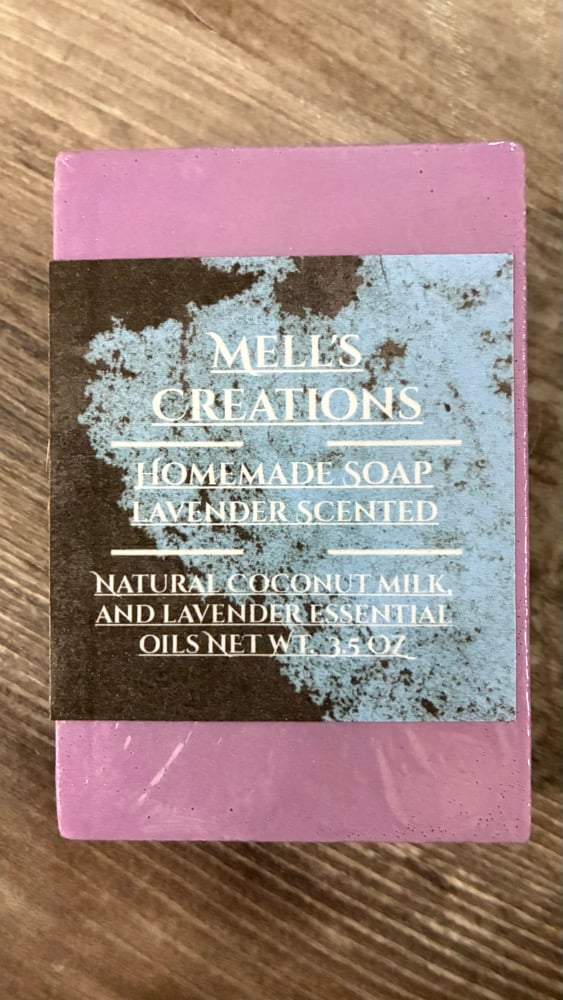 Mell's
Creations
Homemade Soap
Lavender Scented
Natural coconut milk,
and lavender essential
oils Net Wt. 3.5 oz